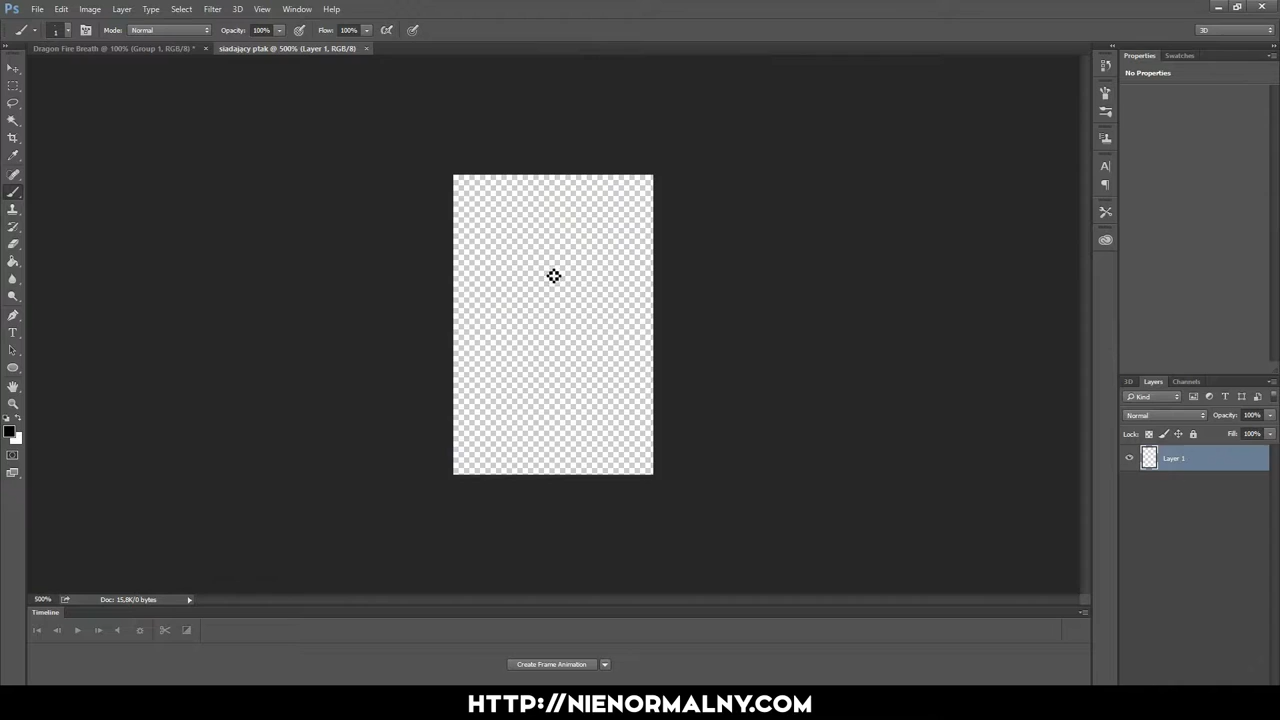 Ps File Edit Image Layer Type Select Filter 3D View Window Help
1 Mode: Normal Opacity: 100% Flow: 100% 3D
Dragon Fire Breath @ 100% (Group 1, RGB/8) * × siadający ptak @ 500% (Layer 1, RGB/8) ×
Properties Swatches
No Properties
3D Layers Channels
Kind
Normal Opacity: 100%
Lock: Fill: 100%
Layer 1
500% Doc: 15,8K/0 bytes
Timeline
Create Frame Animation
HTTP://NIENORMALNY.COM